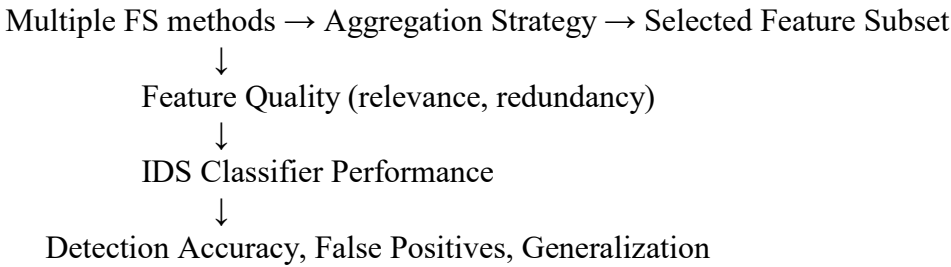 Multiple FS methods → Aggregation Strategy → Selected Feature Subset
↓
Feature Quality (relevance, redundancy)
↓
IDS Classifier Performance
↓
Detection Accuracy, False Positives, Generalization